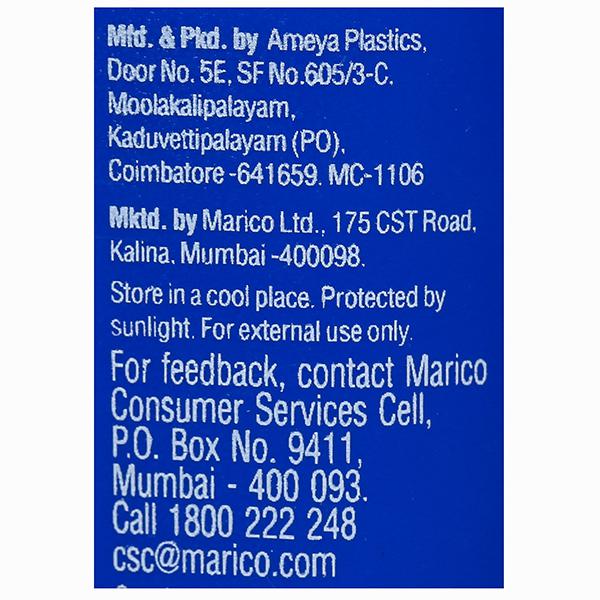 Mfd. & Pkd. by Ameya Plastics,
Door No. 5E, SF No.605/3-C.
Moolakalipalayam,
Kaduvettipalayam (PO),
Coimbatore -641659. MC-1106
Mktd. by Marico Ltd., 175 CST Road,
Kalina, Mumbai -400098.
Store in a cool place. Protected by
sunlight. For external use only.
For feedback, contact Marico
Consumer Services Cell,
P.O. Box No. 9411,
Mumbai - 400 093.
Call 1800 222 248
csc@marico.com